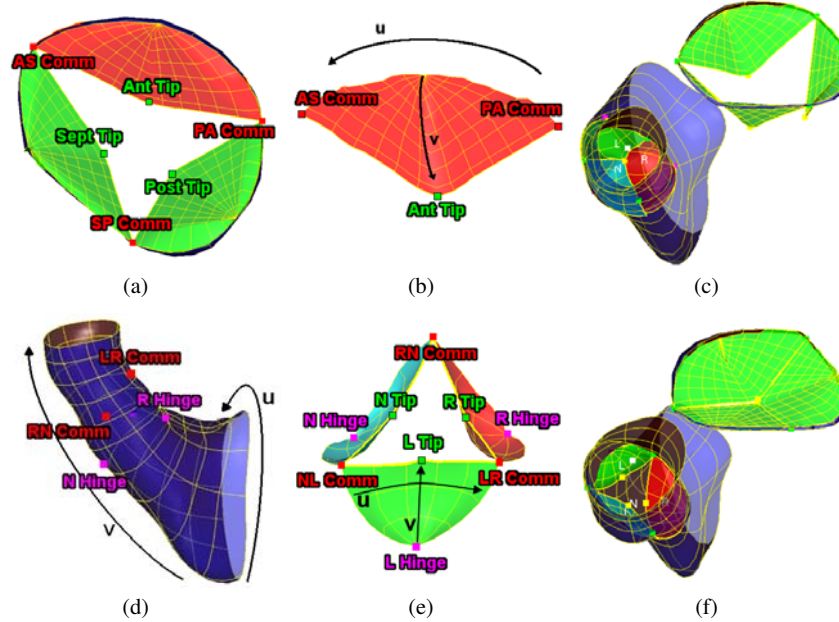 AS Comm
Ant Tip
PA Comm
Sept Tip
Post Tip
SP Comm
(a)
u
AS Comm
PA Comm
v
Ant Tip
(b)
L
R
N
(c)
LR Comm
R Hinge
u
RN Comm
N Hinge
v
(d)
RN Comm
N Tip
R Tip
N Hinge
R Hinge
L Tip
NL Comm
LR Comm
u
v
L Hinge
(e)
L
N
(f)